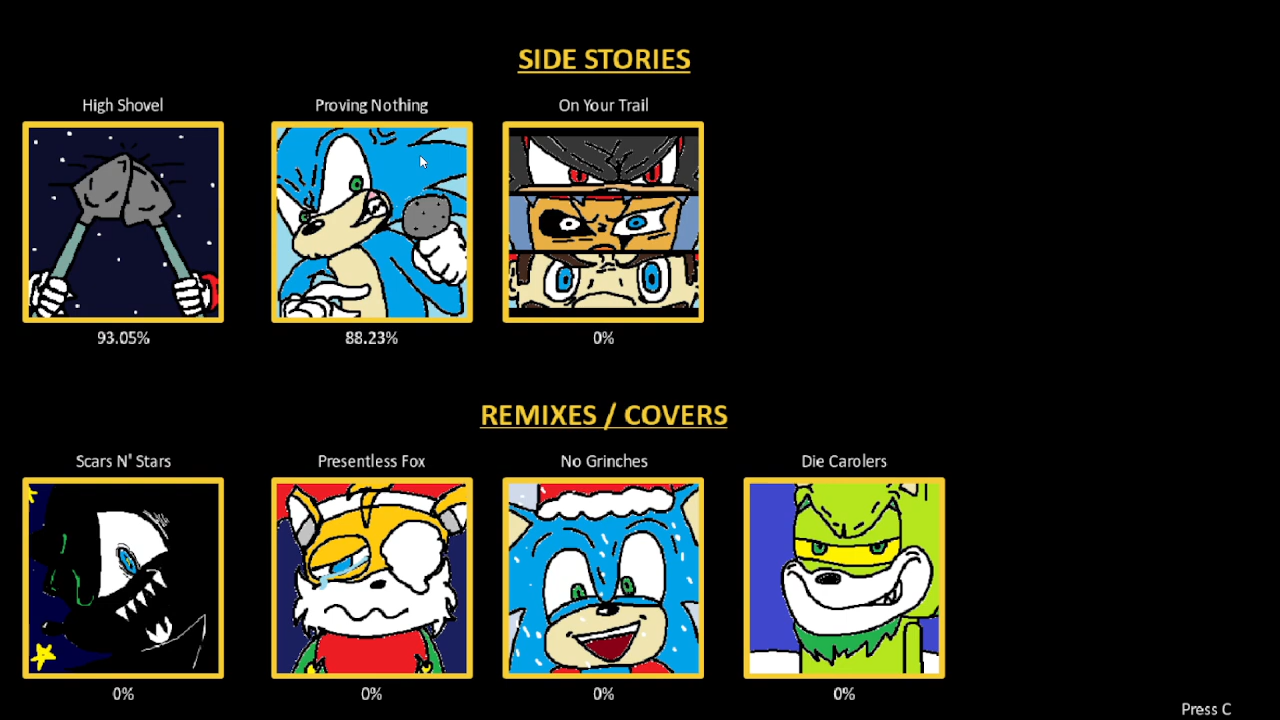 SIDE STORIES
High Shovel
Proving Nothing
On Your Trail
93.05%
88.23%
0%
REMIXES / COVERS
Scars N' Stars
Presentless Fox
No Grinches
Die Carolers
0%
0%
0%
0%
Press C